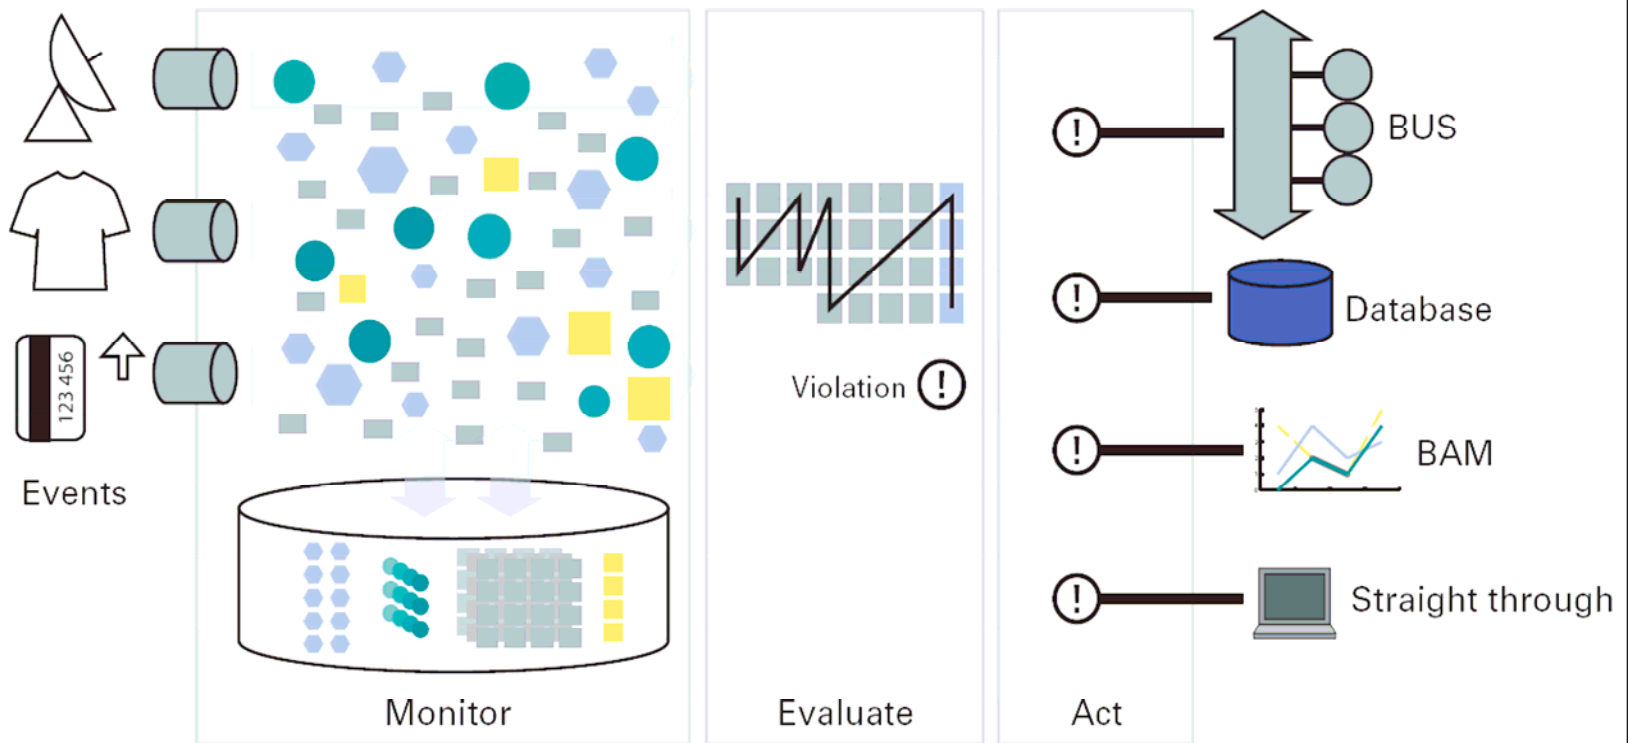 123 456
Events
Monitor
Violation !
Evaluate
!
BUS
!
Database
!
BAM
!
Straight through
Act